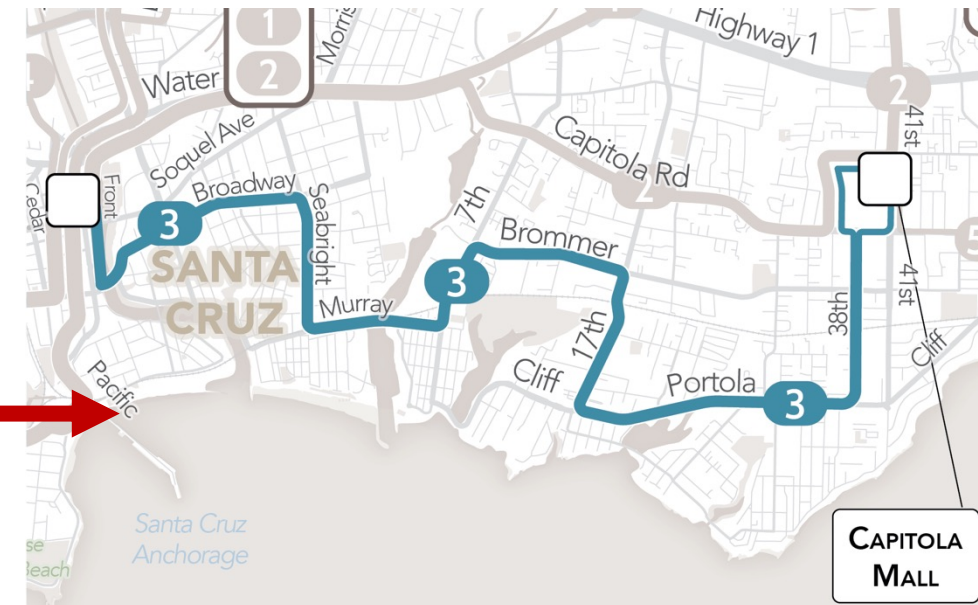 1
2
Morris
Highway 1
Water
2
41st
Soquel Ave
Capitola Rd
Cedar
Front
Broadway
Seabright
7th
2
3
Brommer
5
SANTA
CRUZ
3
Murray
17th
38th
41st
Cliff
Pacific
Cliff
Portola
3
Santa Cruz
Anchorage
Beach
CAPITOLA
MALL